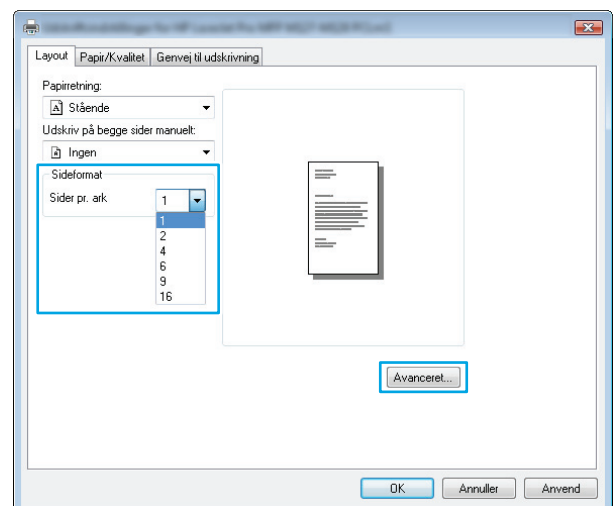 Layout Papir/Kvalitet Genvej til udskrivning
Papirretning:
A Stående
Udskriv på begge sider manuelt:
Ingen
Sideformat
Sider pr. ark 1
1
2
4
6
9
16
Avanceret...
OK Annuller Anvend